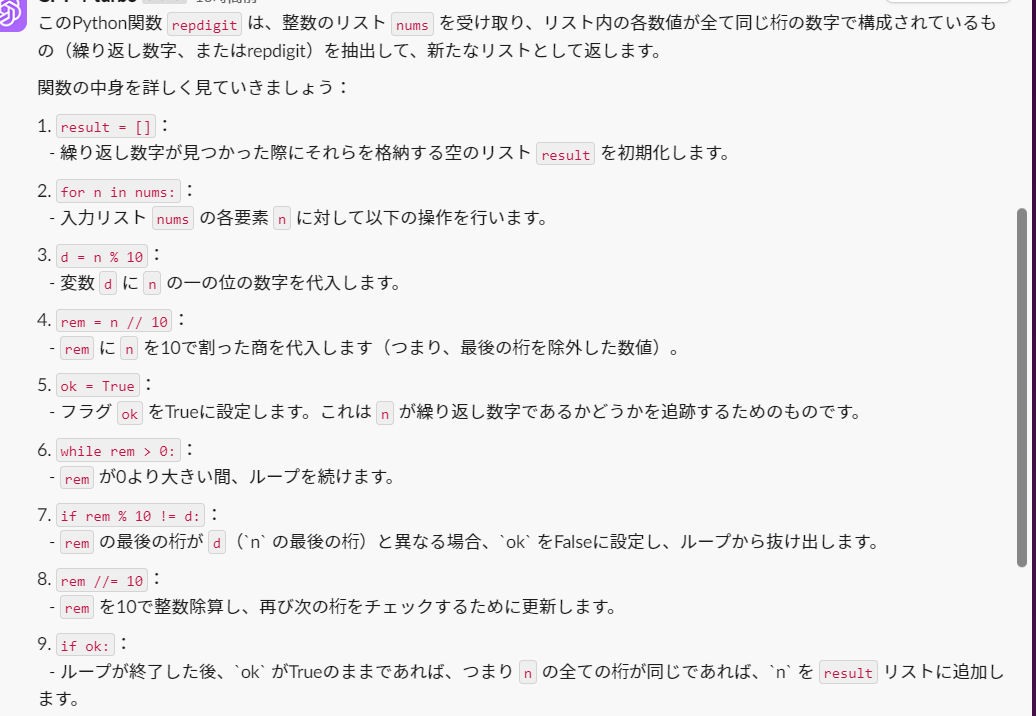 このPython関数 repdigit は、整数のリスト nums を受け取り、リスト内の各数値が全て同じ桁の数字で構成されているも
の（繰り返し数字、またはrepdigit）を抽出して、新たなリストとして返します。
関数の中身を詳しく見ていきましょう：
1. result = [] ：
- 繰り返し数字が見つかった際にそれらを格納する空のリスト result を初期化します。
2. for n in nums: ：
- 入力リスト nums の各要素 n に対して以下の操作を行います。
3. d = n % 10 ：
- 変数 d に n の一の位の数字を代入します。
4. rem = n // 10 ：
- rem に n を10で割った商を代入します（つまり、最後の桁を除外した数値）。
5. ok = True ：
- フラグ ok をTrueに設定します。これは n が繰り返し数字であるかどうかを追跡するためのものです。
6. while rem > 0: ：
- rem が0より大きい間、ループを続けます。
7. if rem % 10 != d: ：
- rem の最後の桁が d （`n` の最後の桁）と異なる場合、`ok` をFalseに設定し、ループから抜け出します。
8. rem //= 10 ：
- rem を10で整数除算し、再び次の桁をチェックするために更新します。
9. if ok: ：
- ループが終了した後、`ok` がTrueのままであれば、つまり n の全ての桁が同じであれば、`n` を result リストに追加し
ます。